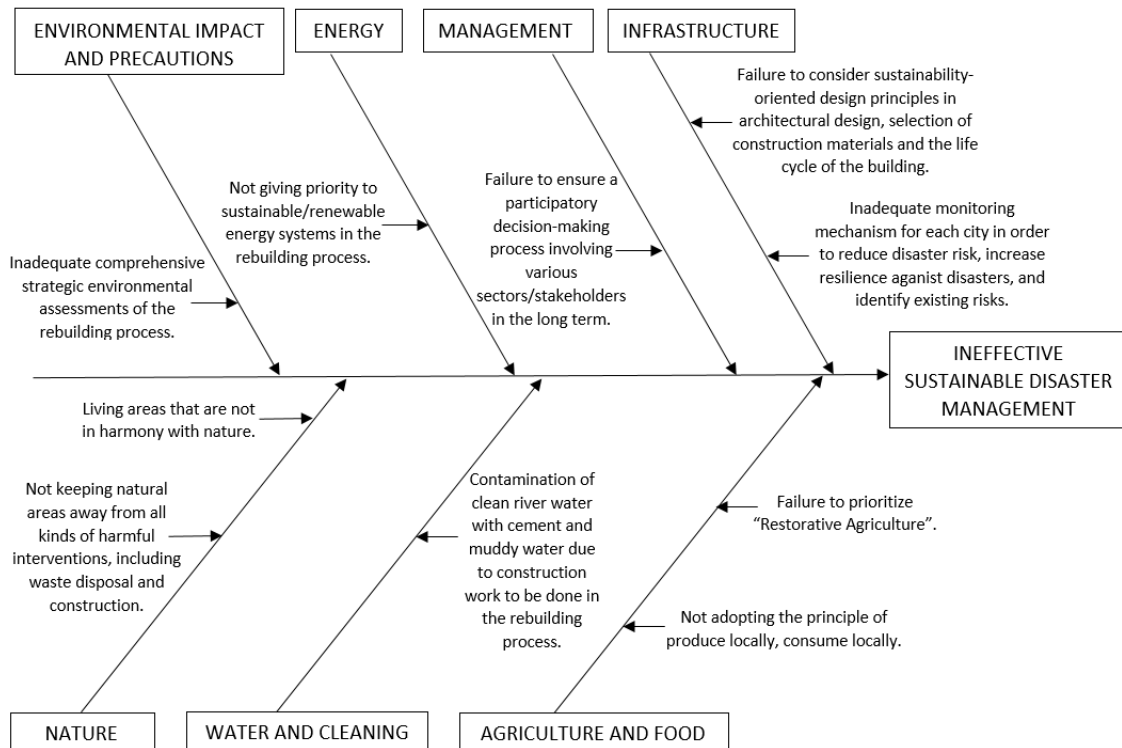 ENVIRONMENTAL IMPACT
AND PRECAUTIONS
ENERGY
MANAGEMENT
INFRASTRUCTURE
Failure to consider sustainability-
oriented design principles in
architectural design, selection of
construction materials and the life
cycle of the building.
Not giving priority to
sustainable/renewable
energy systems in the
rebuilding process.
Failure to ensure a
participatory
decision-making
process involving
various
sectors/stakeholders
in the long term.
Inadequate monitoring
mechanism for each city in order
to reduce disaster risk, increase
resilience aganist disasters, and
identify existing risks.
Inadequate comprehensive
strategic environmental
assessments of the
rebuilding process.
INEFFECTIVE
SUSTAINABLE DISASTER
MANAGEMENT
Living areas that are not
in harmony with nature.
Not keeping natural
areas away from all
kinds of harmful
interventions, including
waste disposal and
construction.
Contamination of
clean river water
with cement and
muddy water due
to construction
work to be done in
the rebuilding
process.
Failure to prioritize
“Restorative Agriculture”.
Not adopting the principle of
produce locally, consume locally.
NATURE
WATER AND CLEANING
AGRICULTURE AND FOOD